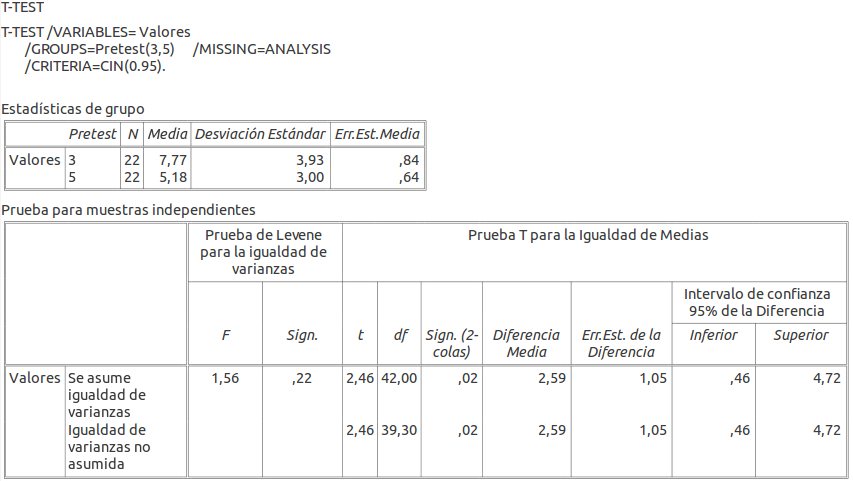 T-TEST
T-TEST /VARIABLES= Valores
/GROUPS=Pretest(3,5) /MISSING=ANALYSIS
/CRITERIA=CIN(0.95).
Estadísticas de grupo
Pretest N Media Desviación Estándar Err.Est.Media
Valores 3 22 7,77 3,93 ,84
5 22 5,18 3,00 ,64
Prueba para muestras independientes
Prueba de Levene para la igualdad de varianzas Prueba T para la Igualdad de Medias
Intervalo de confianza 95% de la Diferencia
F Sign. t df Sign. (2-colas) Diferencia Media Err.Est. de la Diferencia Inferior Superior
Valores Se asume igualdad de varianzas 1,56 ,22 2,46 42,00 ,02 2,59 1,05 ,46 4,72
Igualdad de varianzas no asumida 2,46 39,30 ,02 2,59 1,05 ,46 4,72